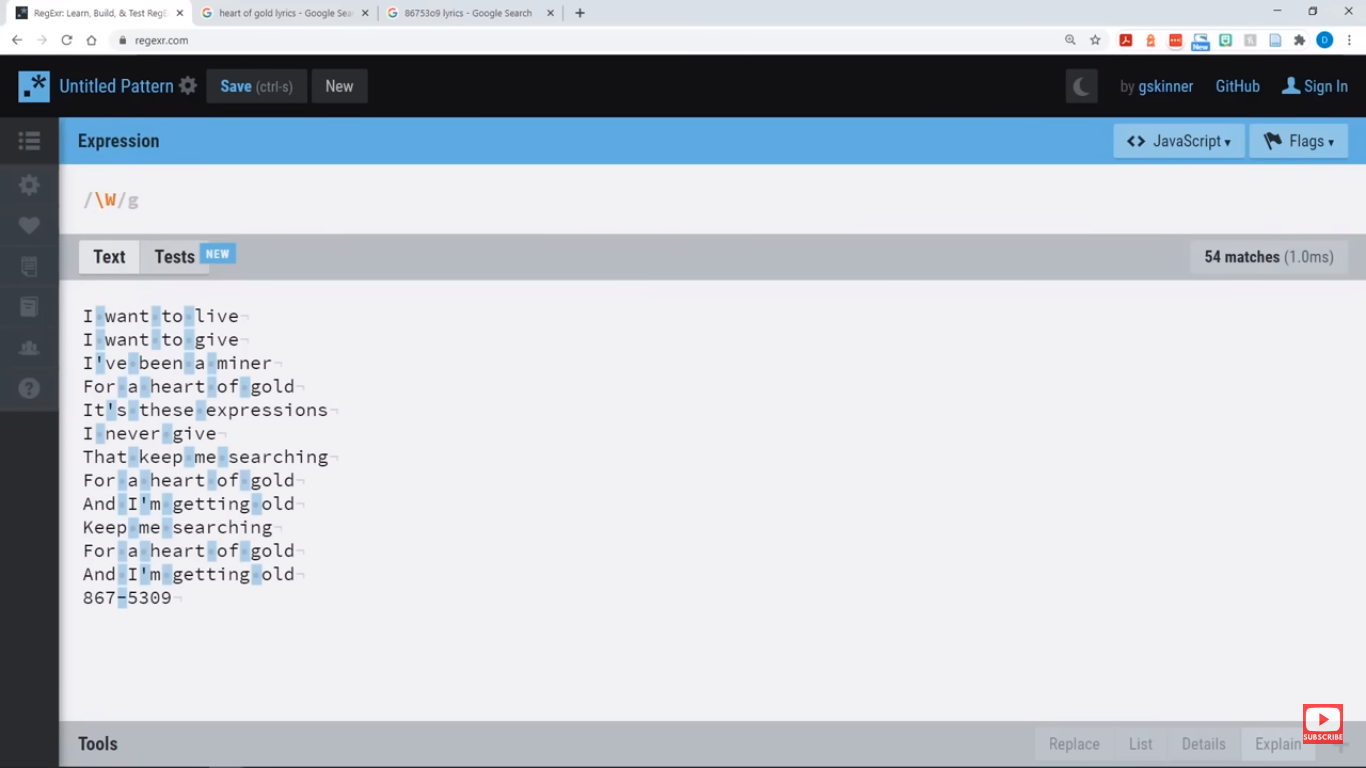 RegExr: Learn, Build, & Test RegE
heart of gold lyrics - Google Sea
86753o9 lyrics - Google Search
regexr.com
New
D
.*
Untitled Pattern
Save (ctrl-s)
New
by gskinner
GitHub
Sign In
Expression
<> JavaScript
Flags
/\W/g
Text
Tests
NEW
54 matches (1.0ms)
I want to live
I want to give
I've been a miner
For a heart of gold
It's these expressions
I never give
That keep me searching
For a heart of gold
And I'm getting old
Keep me searching
For a heart of gold
And I'm getting old
867-5309
SUBSCRIBE
Tools
Replace
List
Details
Explain